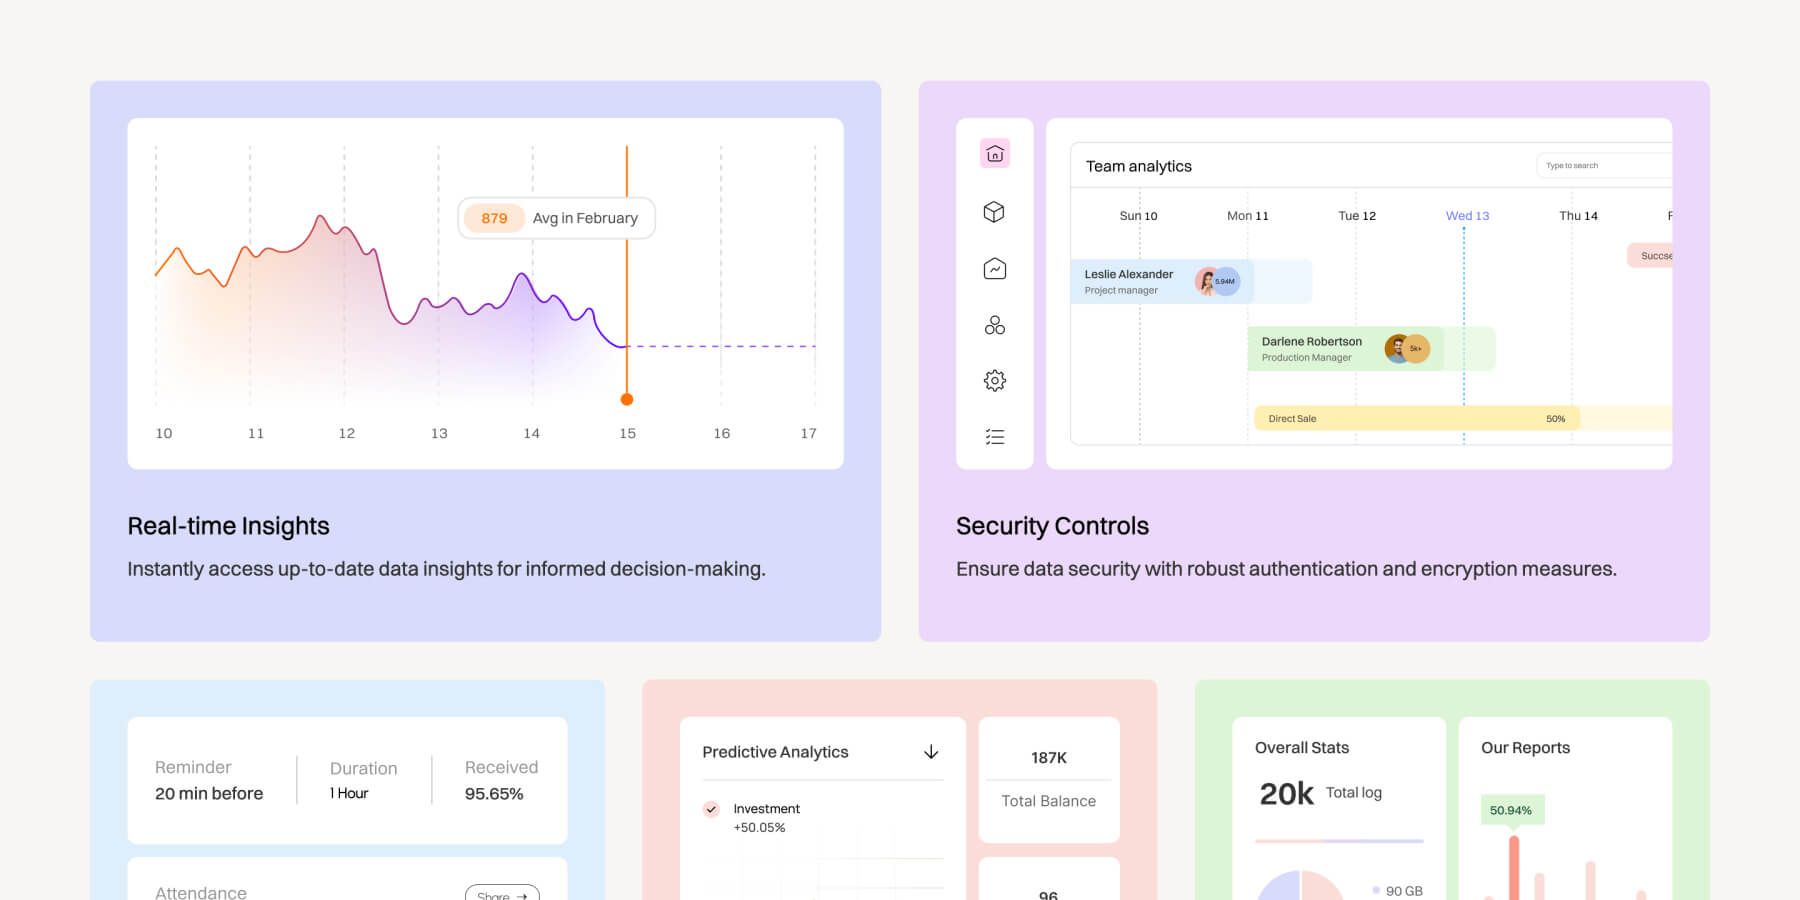 879 Avg in February
10 11 12 13 14 15 16 17
Real-time Insights
Instantly access up-to-date data insights for informed decision-making.
Team analytics
Type to search
Sun 10 Mon 11 Tue 12 Wed 13 Thu 14 F
Succse
Leslie Alexander
Project manager
5.94M
Darlene Robertson
Production Manager
5k+
Direct Sale 50%
Security Controls
Ensure data security with robust authentication and encryption measures.
Reminder
20 min before
Duration
1 Hour
Received
95.65%
Attendance
Share →
Predictive Analytics
Investment
+50.05%
187K
Total Balance
96
Overall Stats
20k Total log
90 GB
Our Reports
50.94%